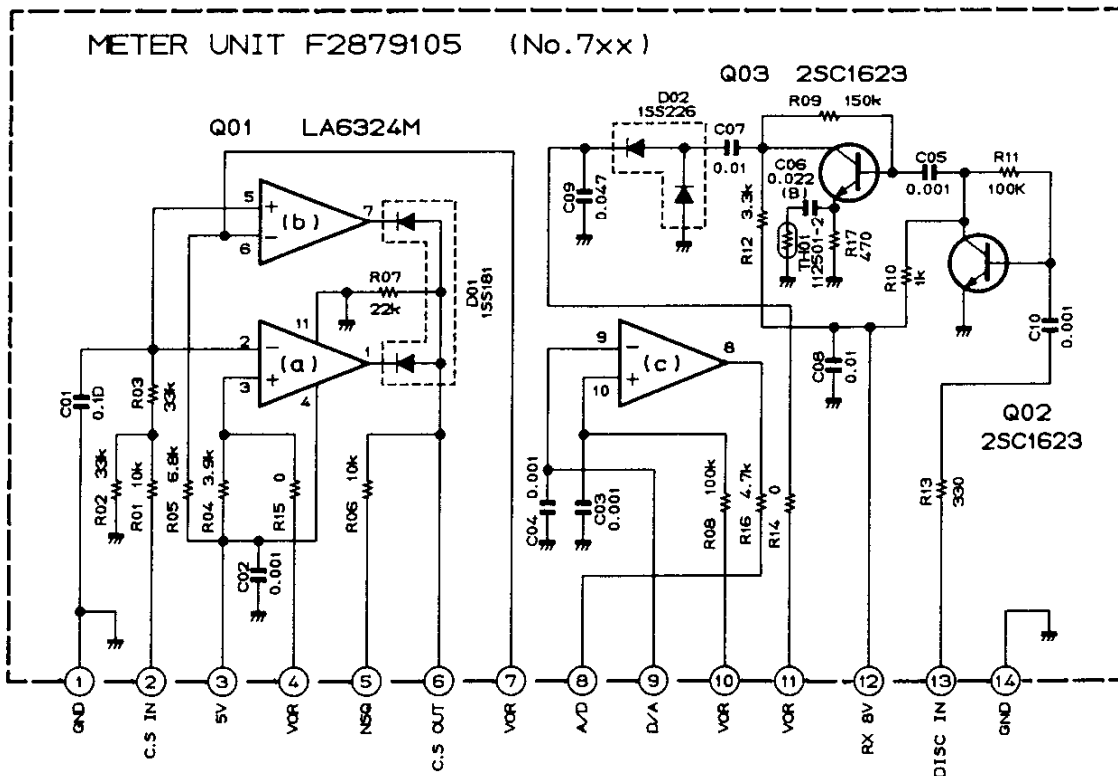 METER UNIT F2879105 (No.7xx)
Q03 2SC1623
D02
1SS226
R09 150k
Q01 LA6324M
C07
0.01
C06
0.022
(B)
C05
0.001
R11
100K
C09
0.047
R12 3.3k
TH01
112501-2
R17
470
R10
1k
5
+
(b)
7
6
−
R07
22k
D01
1SS181
11
2
−
(a)
1
3
+
4
9
−
(c)
8
10
+
C08
0.01
C10
0.001
Q02
2SC1623
C01
0.1D
R03
33k
R02 33k
R01 10k
R05 6.8k
R04 3.9k
R15 0
R06 10k
C02
0.001
C04 0.001
C03
0.001
R08 100k
R16 4.7k
R14 0
R13
330
1 2 3 4 5 6 7 8 9 10 11 12 13 14
GND
C.S IN
5V
VOR
NSQ
C.S OUT
VOR
A/D
D/A
VOR
VOR
RX 8V
DISC IN
GND